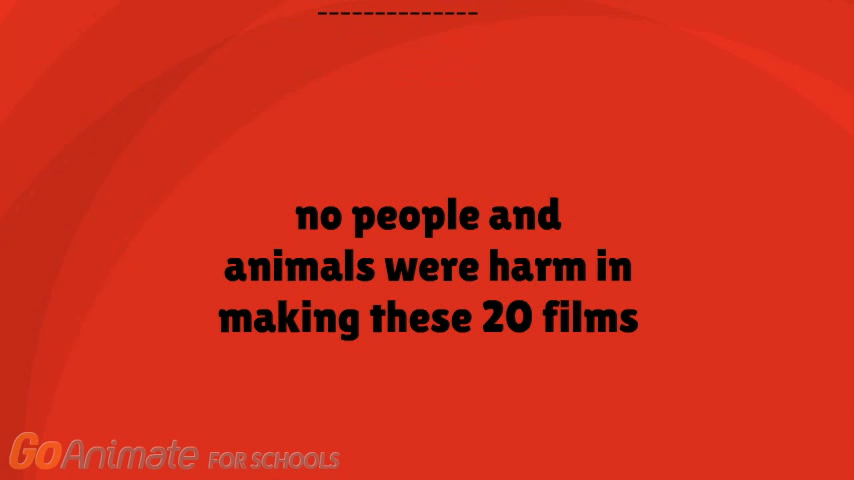 --------------
no people and
animals were harm in
making these 20 films
GoAnimate FOR SCHOOLS